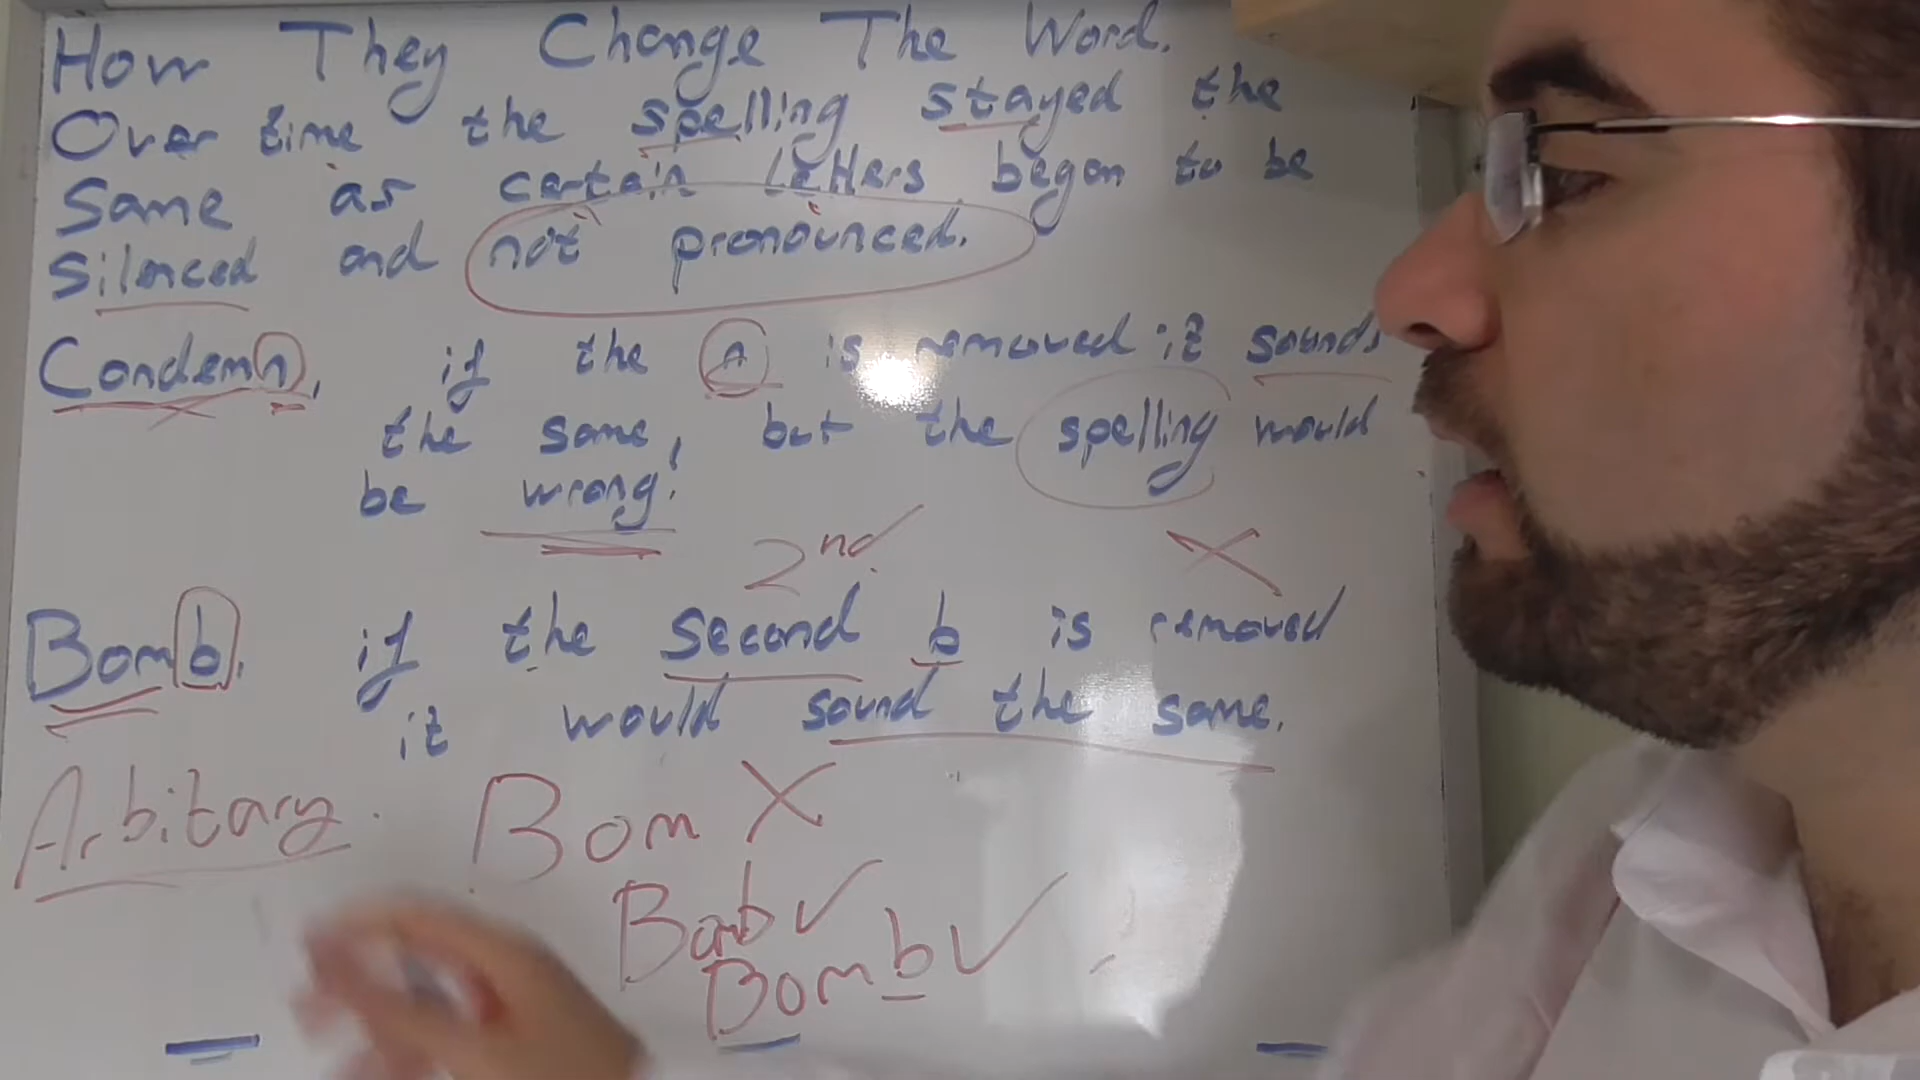 How They Change The Word.
Over time the spelling stayed the
same as certain letters began to be
silenced and not pronounced.
Condemn, if the n is removed it sounds
the same, but the spelling would
be wrong!
2nd X
Bomb. if the second b is removed
it would sound the same.
Arbitary. Bom X
Bomb ✓
Bomb ✓